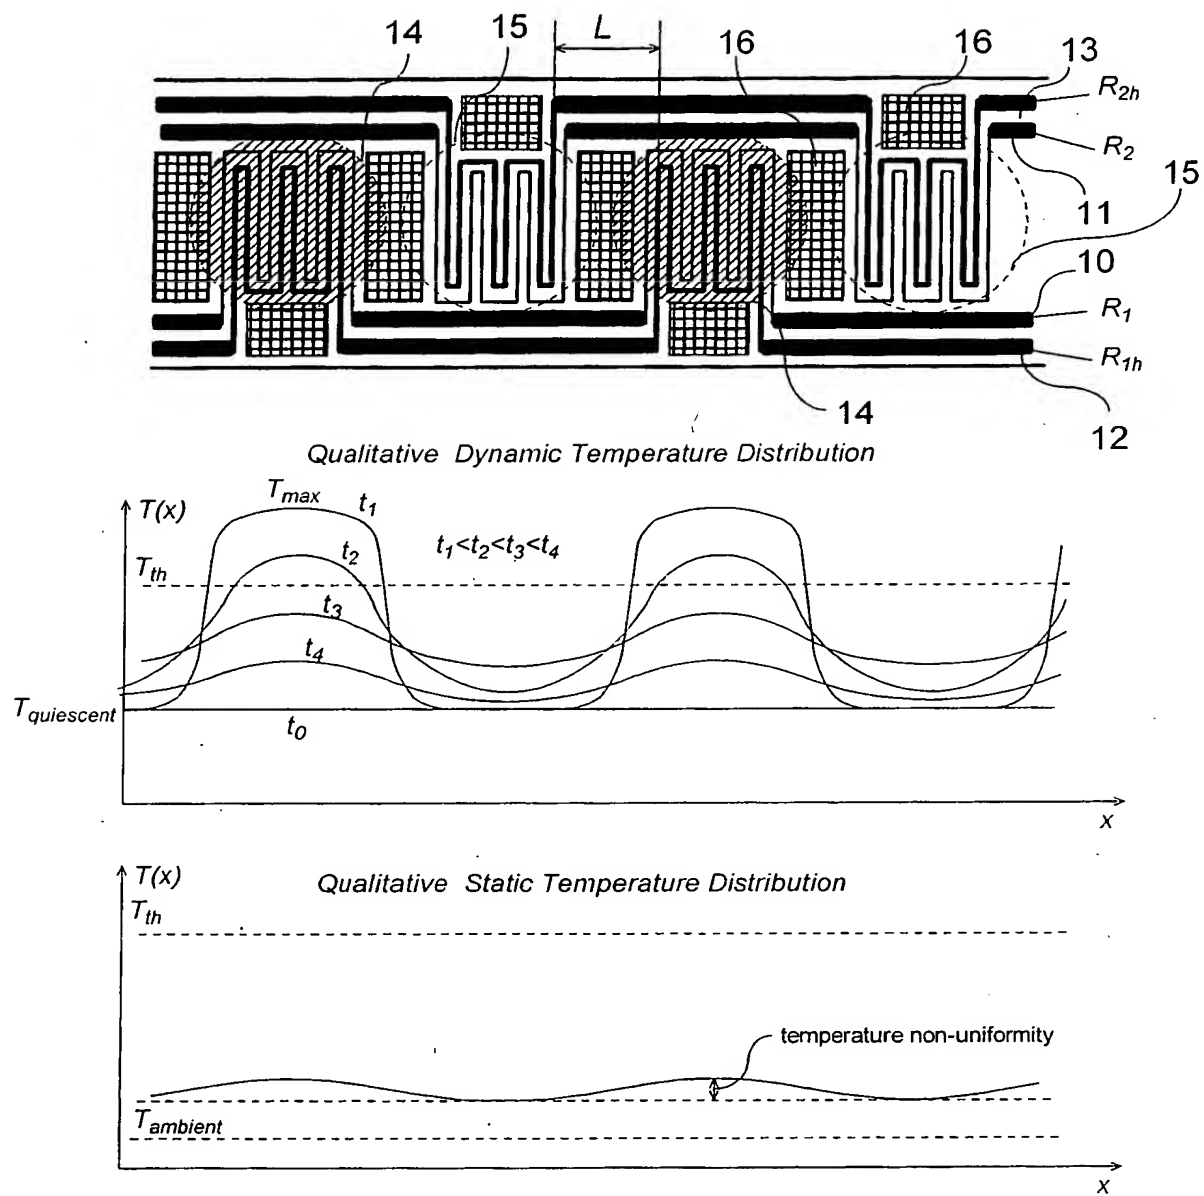 14
15
L
16
16
13
R2h
R2
15
11
10
R1
R1h
14
12
Qualitative Dynamic Temperature Distribution
T(x)
Tmax
t1
t1<t2<t3<t4
t2
Tth
t3
t4
Tquiescent
t0
x
T(x)
Qualitative Static Temperature Distribution
Tth
temperature non-uniformity
Tambient
x